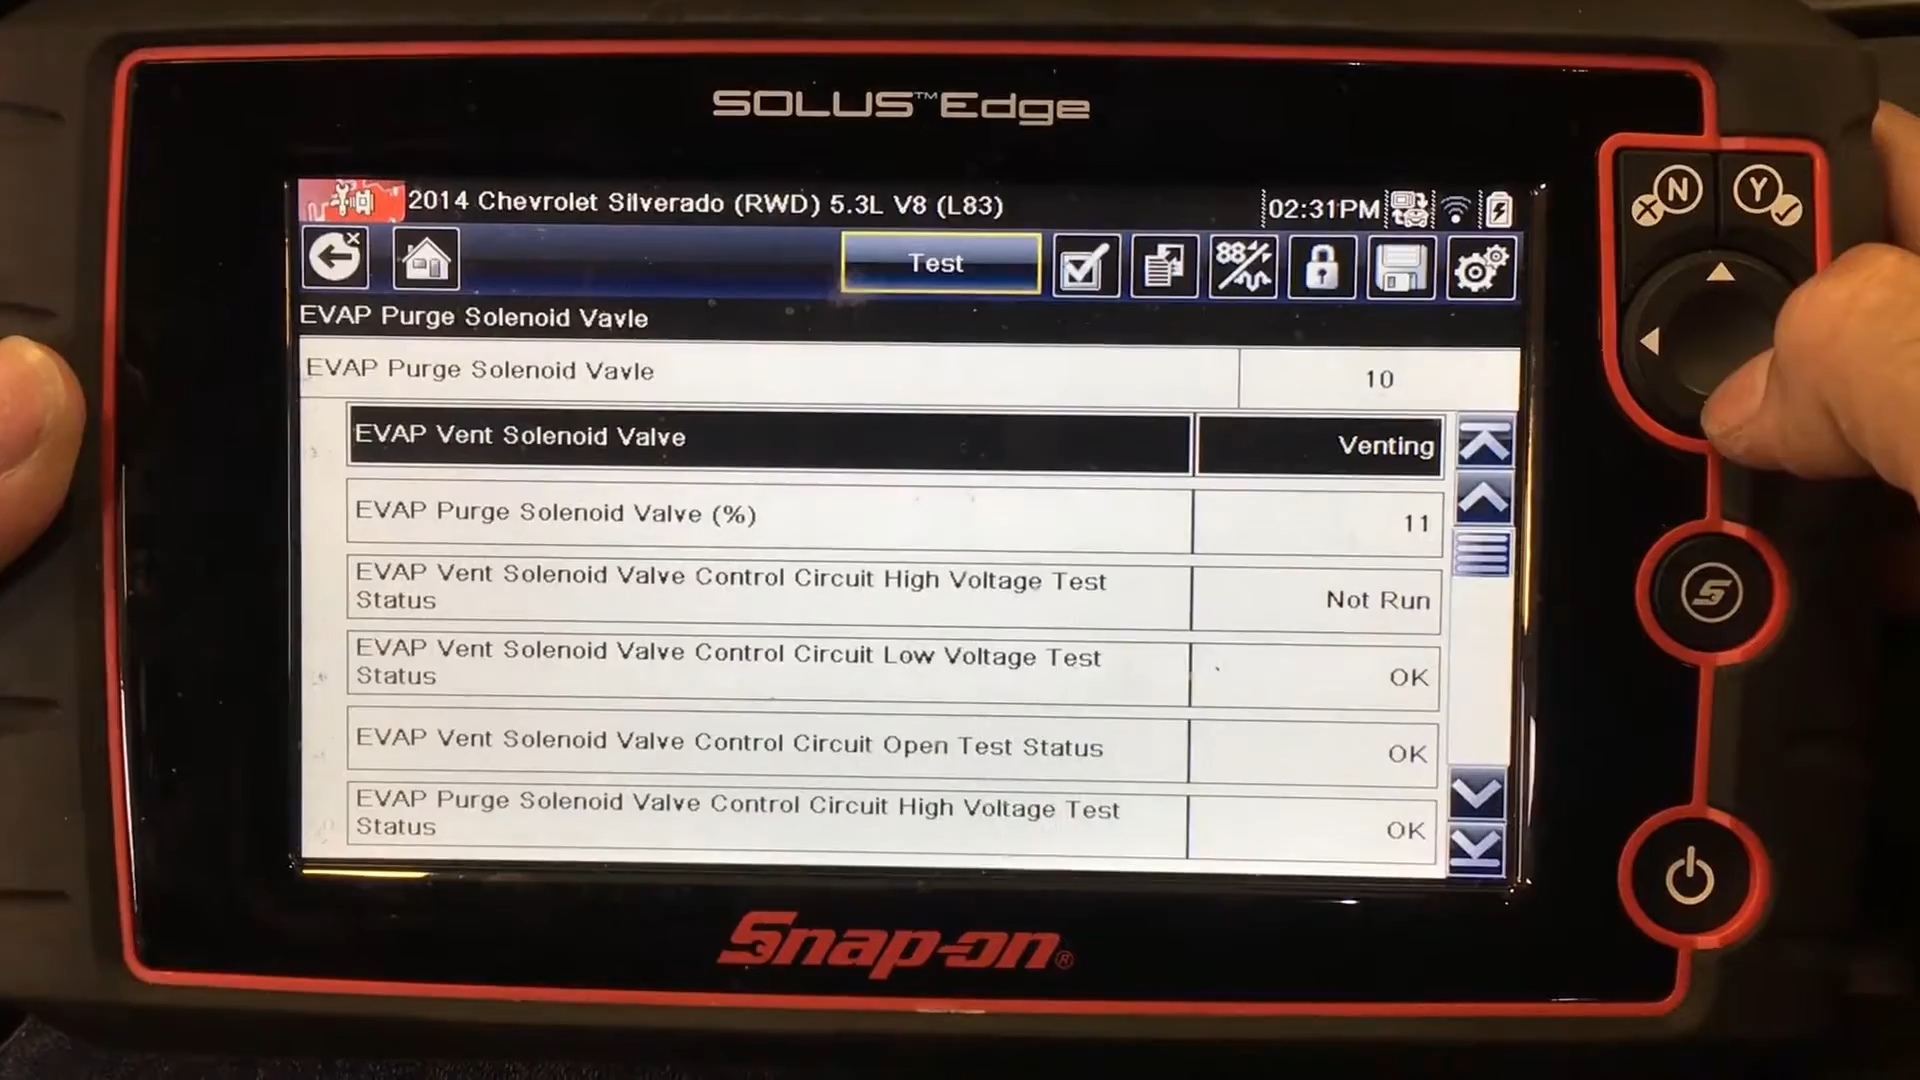 SOLUS™Edge
2014 Chevrolet Silverado (RWD) 5.3L V8 (L83)
02:31PM
N
Y
Test
EVAP Purge Solenoid Vavle
EVAP Purge Solenoid Vavle
10
EVAP Vent Solenoid Valve
Venting
EVAP Purge Solenoid Valve (%)
11
EVAP Vent Solenoid Valve Control Circuit High Voltage Test
Status
Not Run
EVAP Vent Solenoid Valve Control Circuit Low Voltage Test
Status
OK
EVAP Vent Solenoid Valve Control Circuit Open Test Status
OK
EVAP Purge Solenoid Valve Control Circuit High Voltage Test
Status
OK
Snap-on®